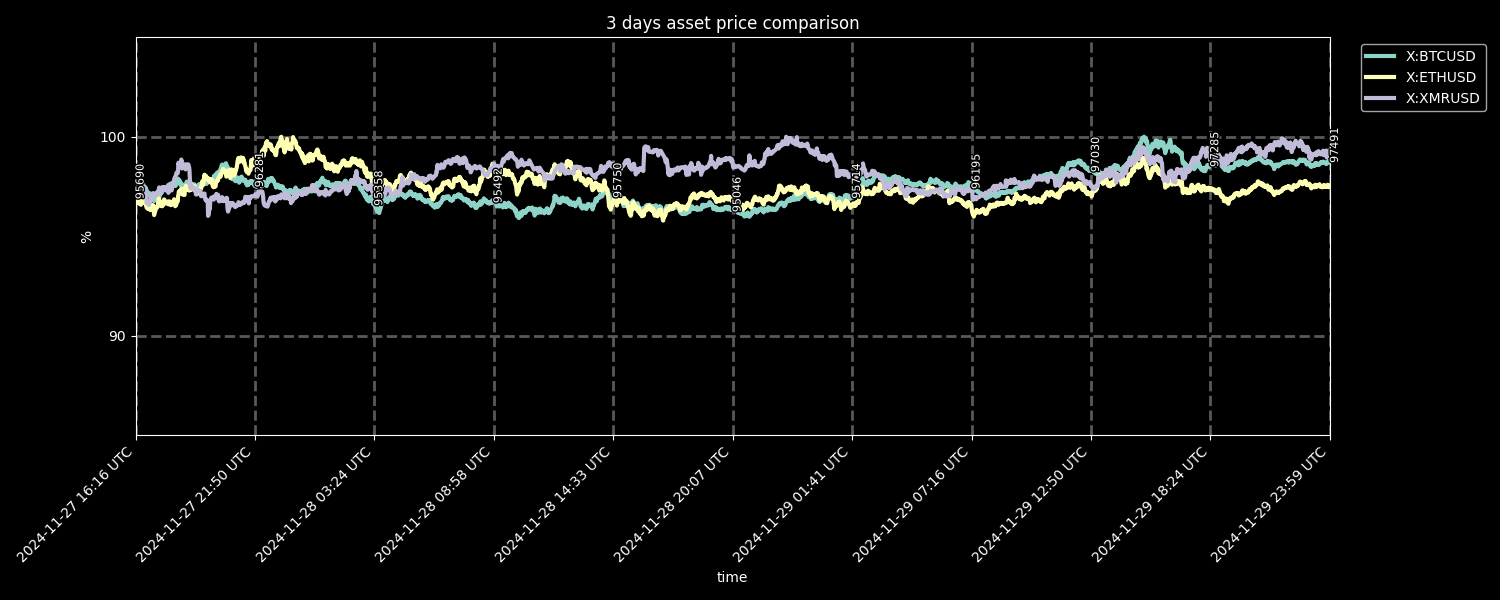 3 days asset price comparison
X:BTCUSD
X:ETHUSD
X:XMRUSD
100
90
%
95690
96281
95358
95492
95750
95046
95714
96195
97030
97285
97491
2024-11-27 16:16 UTC
2024-11-27 21:50 UTC
2024-11-28 03:24 UTC
2024-11-28 08:58 UTC
2024-11-28 14:33 UTC
2024-11-28 20:07 UTC
2024-11-29 01:41 UTC
2024-11-29 07:16 UTC
2024-11-29 12:50 UTC
2024-11-29 18:24 UTC
2024-11-29 23:59 UTC
time